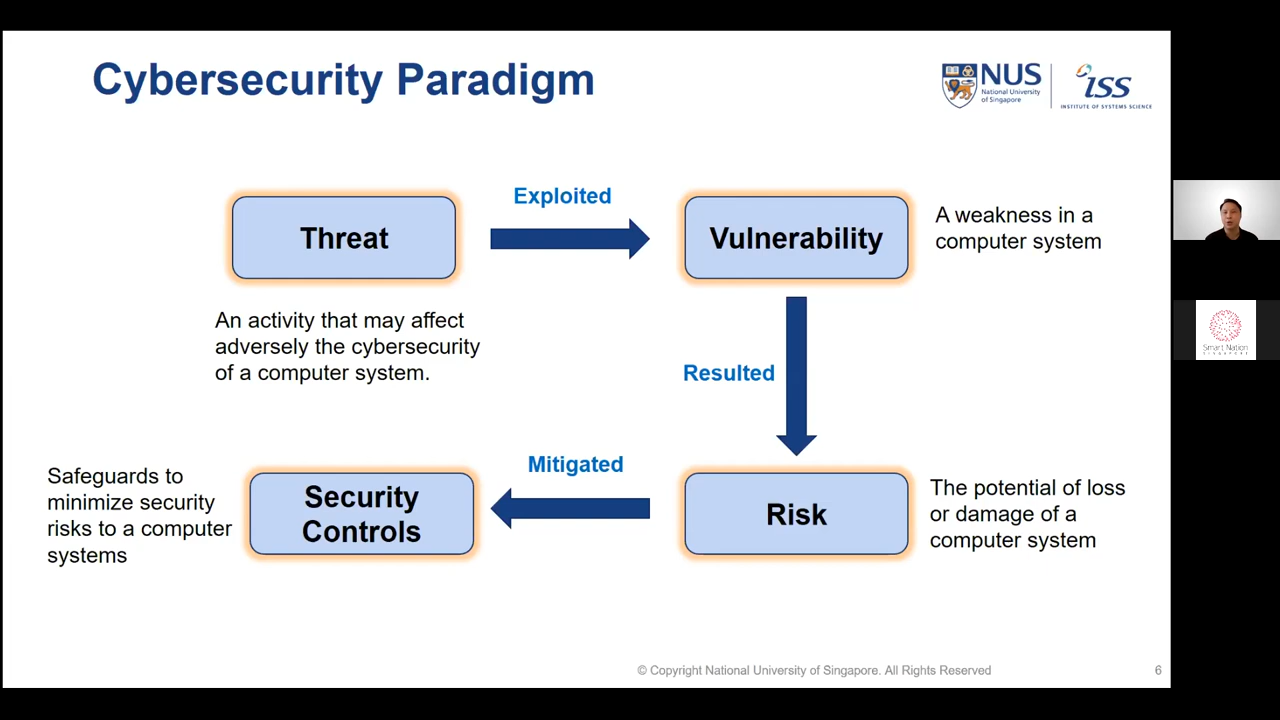 Cybersecurity Paradigm
NUS
National University
of Singapore
iss
INSTITUTE OF SYSTEMS SCIENCE
Exploited
Threat
Vulnerability
A weakness in a
computer system
An activity that may affect
adversely the cybersecurity
of a computer system.
Resulted
Smart Nation
SINGAPORE
Mitigated
Safeguards to
minimize security
risks to a computer
systems
Security
Controls
Risk
The potential of loss
or damage of a
computer system
© Copyright National University of Singapore. All Rights Reserved
6